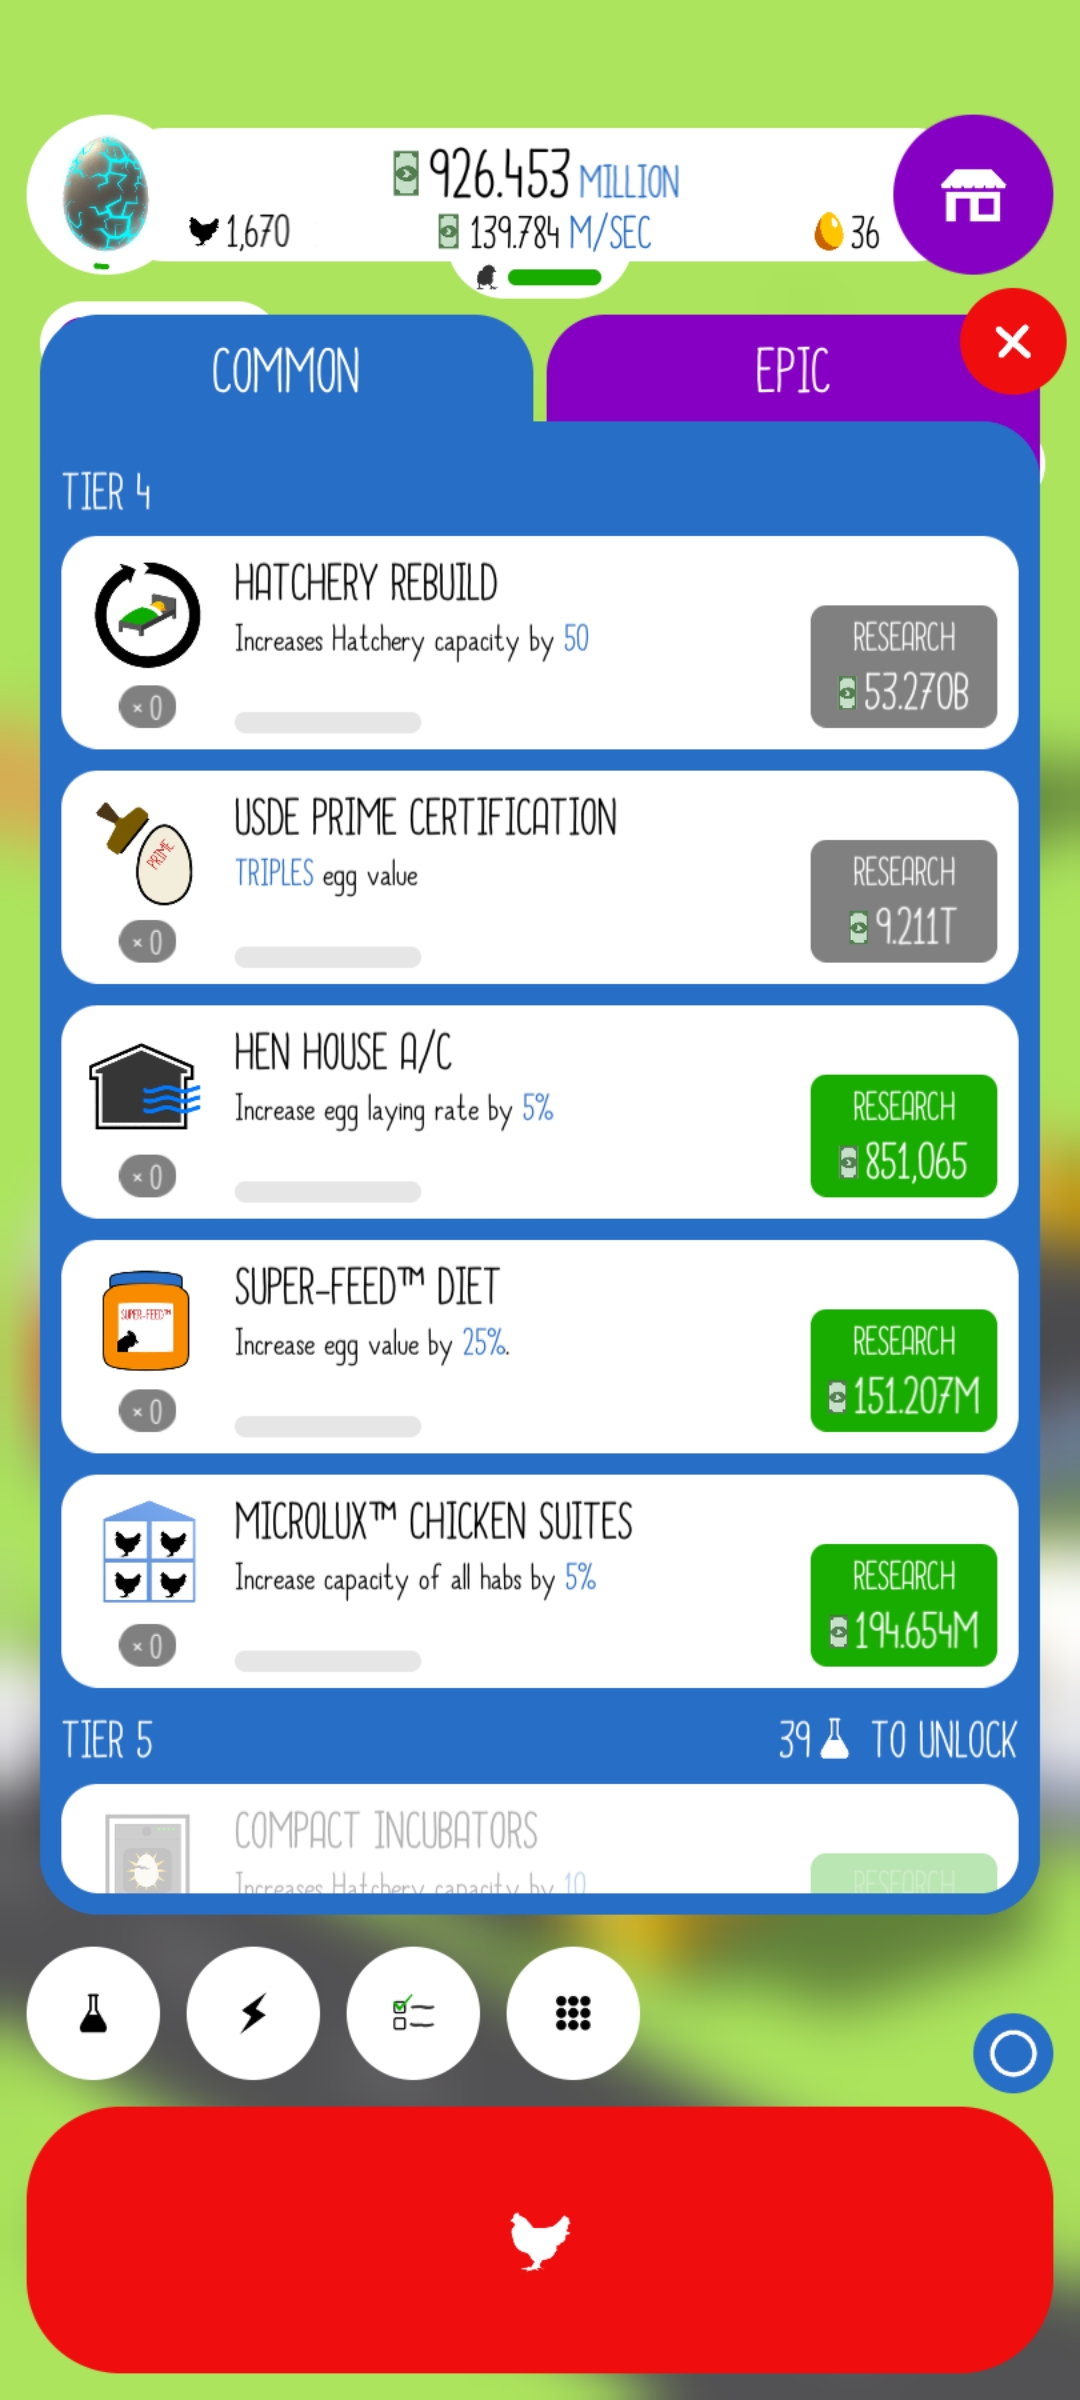 926.453 MILLION
1,670
139.784 M/SEC
36
COMMON
EPIC
TIER 4
HATCHERY REBUILD
Increases Hatchery capacity by 50
RESEARCH
53.270B
× 0
USDE PRIME CERTIFICATION
PRIME
TRIPLES egg value
RESEARCH
9.211T
× 0
HEN HOUSE A/C
Increase egg laying rate by 5%
RESEARCH
851,065
× 0
SUPER-FEED™ DIET
SUPER-FEED™
Increase egg value by 25%.
RESEARCH
151.207M
× 0
MICROLUX™ CHICKEN SUITES
Increase capacity of all habs by 5%
RESEARCH
194.654M
× 0
TIER 5
39 TO UNLOCK
COMPACT INCUBATORS
Increases Hatchery capacity by 10
RESEARCH